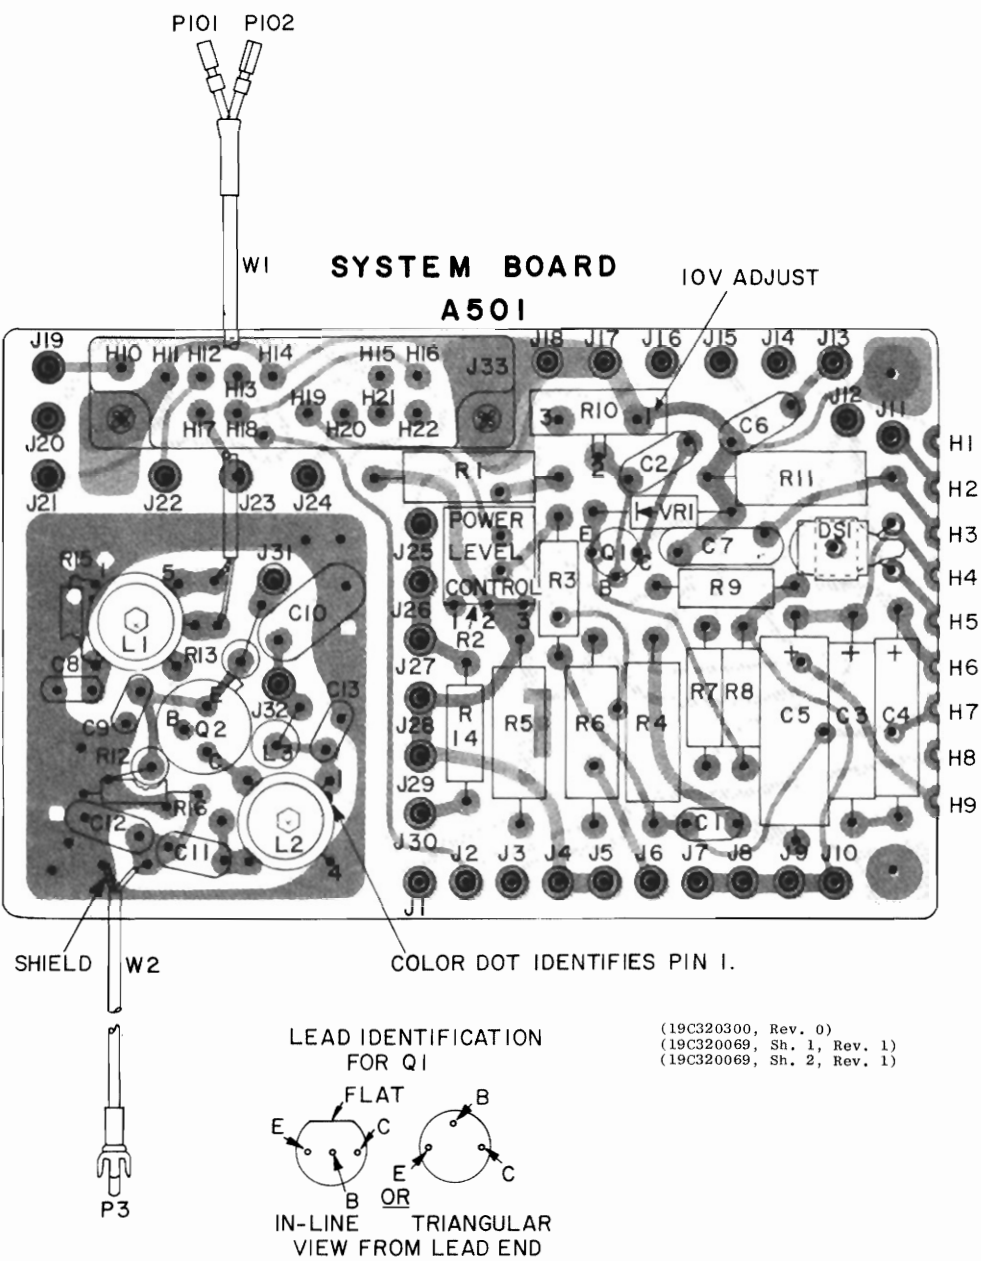 P101 P102
W1
SYSTEM BOARD
A501
10V ADJUST
J19 J18 J17 J16 J15 J14 J13
H10 H11 H12 H14 H15 H16 J33
H13
H19 H21
3 R10 1
C6 J12 J11
J20 H17 H18 H20 H22
H1
2 C2
R1 R11
H2
J21 J22 J23 J24
POWER
LEVEL
CONTROL
VR1
J25
E Q1 C
B
C7 DS1 H3
R15 1 5 J31
R3 R9 H4
C10
J26
1 2 3
R2
H5
L1
J27
C8 R13
+ + +
H6
E
J32 C13
J28
R14 R5 R6 R4 R7 R8 C5 C3 C4
H7
C9 B Q2
C
R12 L3
J29
H8
1
R16
C12 L2
C11
4
J30
C1
H9
J1 J2 J3 J4 J5 J6 J7 J8 J9 J10
SHIELD W2
COLOR DOT IDENTIFIES PIN 1.
P3
LEAD IDENTIFICATION
FOR Q1
FLAT
E C
B
B
E C
OR
IN-LINE TRIANGULAR
VIEW FROM LEAD END
(19C320300, Rev. 0)
(19C320069, Sh. 1, Rev. 1)
(19C320069, Sh. 2, Rev. 1)